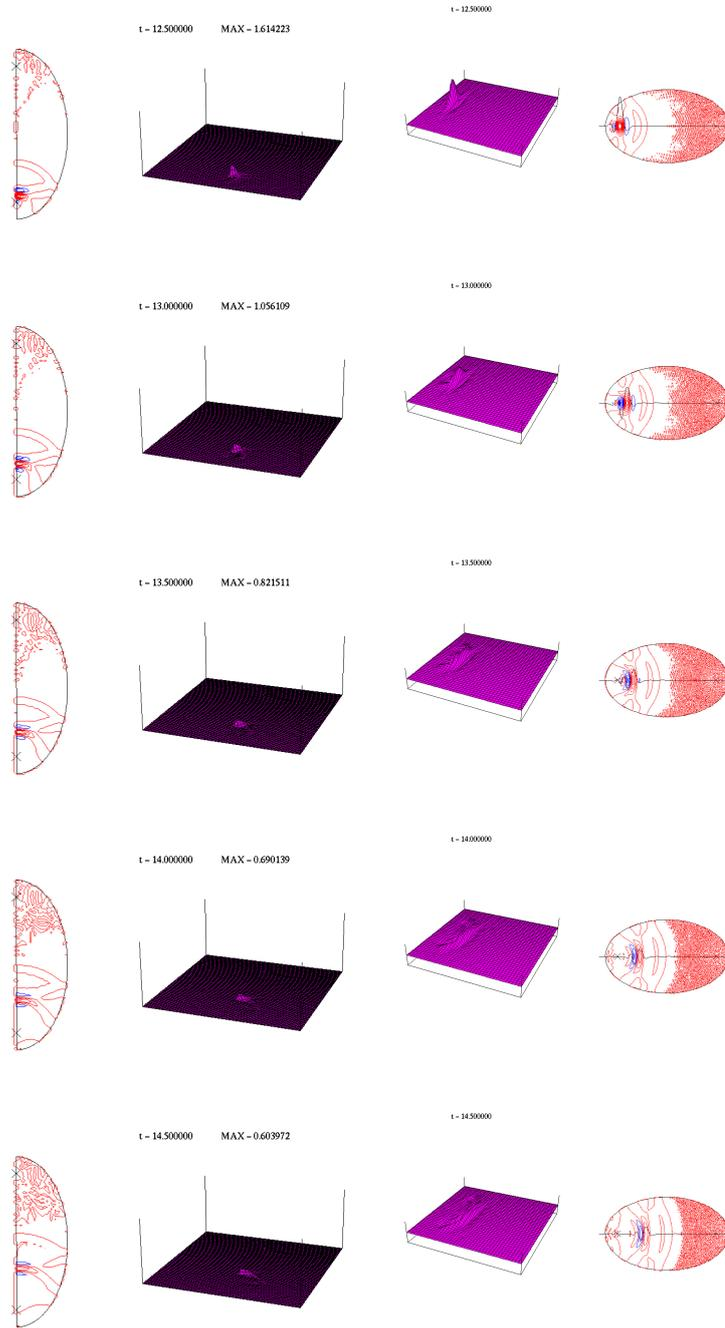 t = 12.500000
t = 12.500000 MAX = 1.614223
t = 13.000000
t = 13.000000 MAX = 1.056109
t = 13.500000
t = 13.500000 MAX = 0.821511
t = 14.000000
t = 14.000000 MAX = 0.690139
t = 14.500000
t = 14.500000 MAX = 0.603972